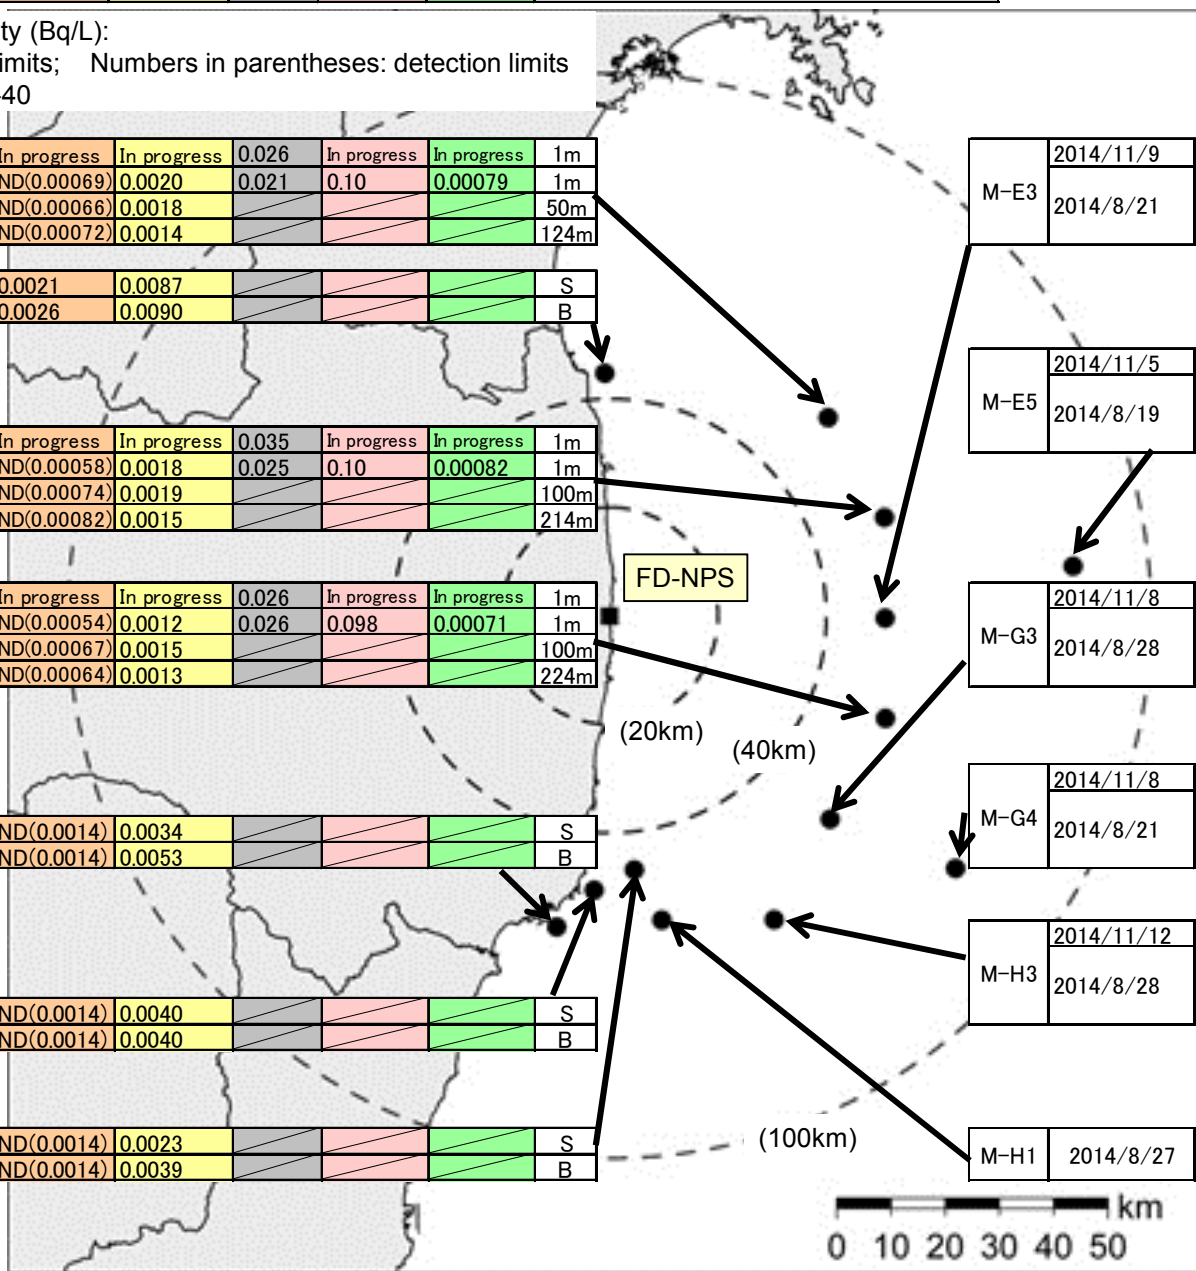 ty (Bq/L):
imits; Numbers in parentheses: detection limits
40
In progress In progress 0.026 In progress In progress 1m
ND(0.00069) 0.0020 0.021 0.10 0.00079 1m
ND(0.00066) 0.0018 50m
ND(0.00072) 0.0014 124m
M-E3 2014/11/9
2014/8/21
0.0021 0.0087 S
0.0026 0.0090 B
M-E5 2014/11/5
2014/8/19
In progress In progress 0.035 In progress In progress 1m
ND(0.00058) 0.0018 0.025 0.10 0.00082 1m
ND(0.00074) 0.0019 100m
ND(0.00082) 0.0015 214m
FD-NPS
In progress In progress 0.026 In progress In progress 1m
ND(0.00054) 0.0012 0.026 0.098 0.00071 1m
ND(0.00067) 0.0015 100m
ND(0.00064) 0.0013 224m
M-G3 2014/11/8
2014/8/28
(20km)
(40km)
M-G4 2014/11/8
2014/8/21
ND(0.0014) 0.0034 S
ND(0.0014) 0.0053 B
M-H3 2014/11/12
2014/8/28
ND(0.0014) 0.0040 S
ND(0.0014) 0.0040 B
ND(0.0014) 0.0023 S
ND(0.0014) 0.0039 B
(100km)
M-H1 2014/8/27
km
0 10 20 30 40 50